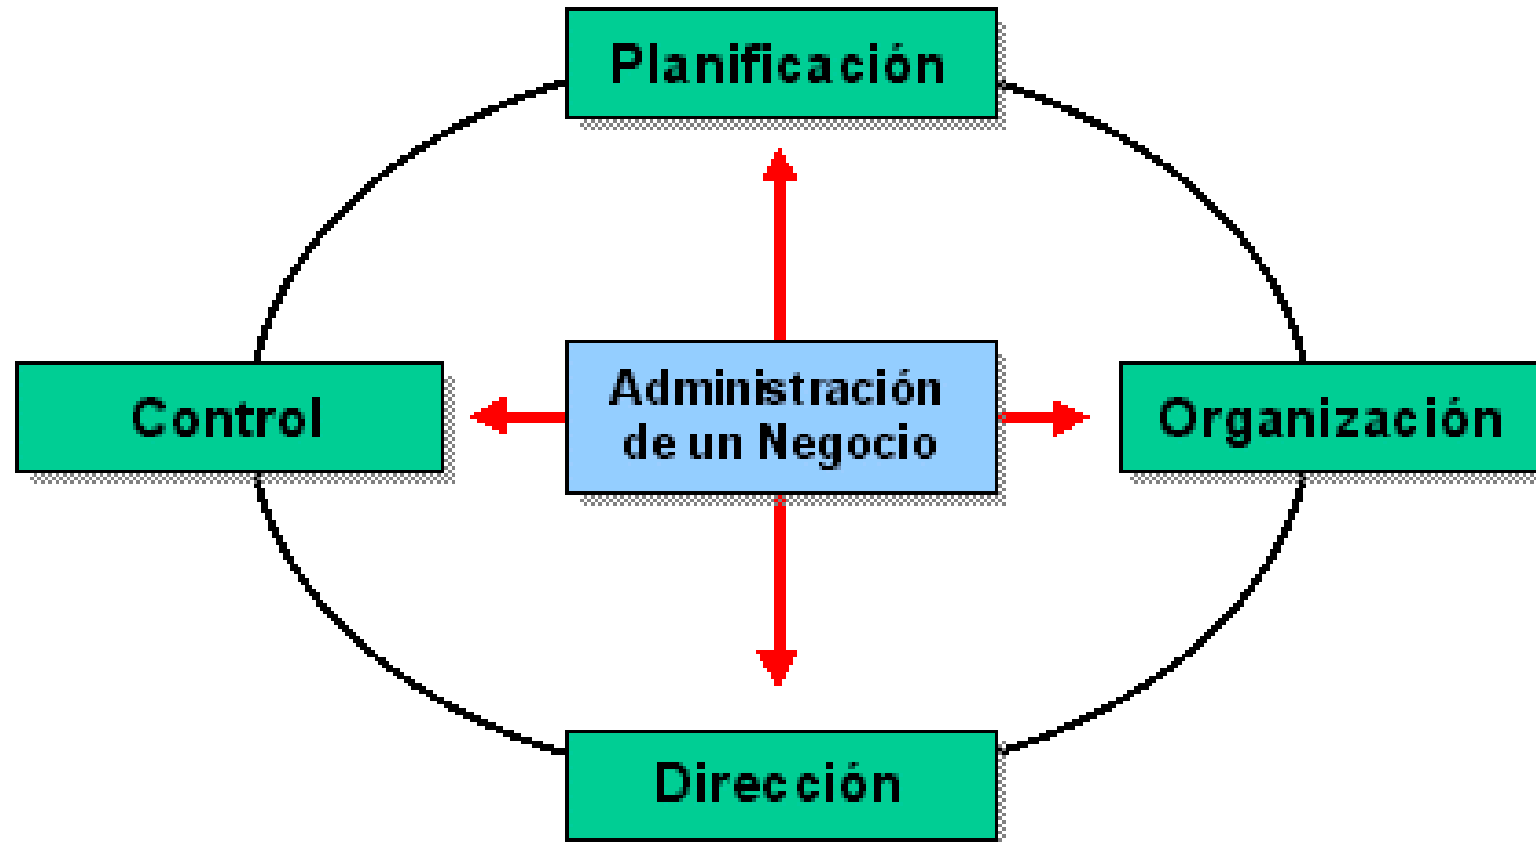 Planificación
Control
Administración
de un Negocio
Organización
Dirección